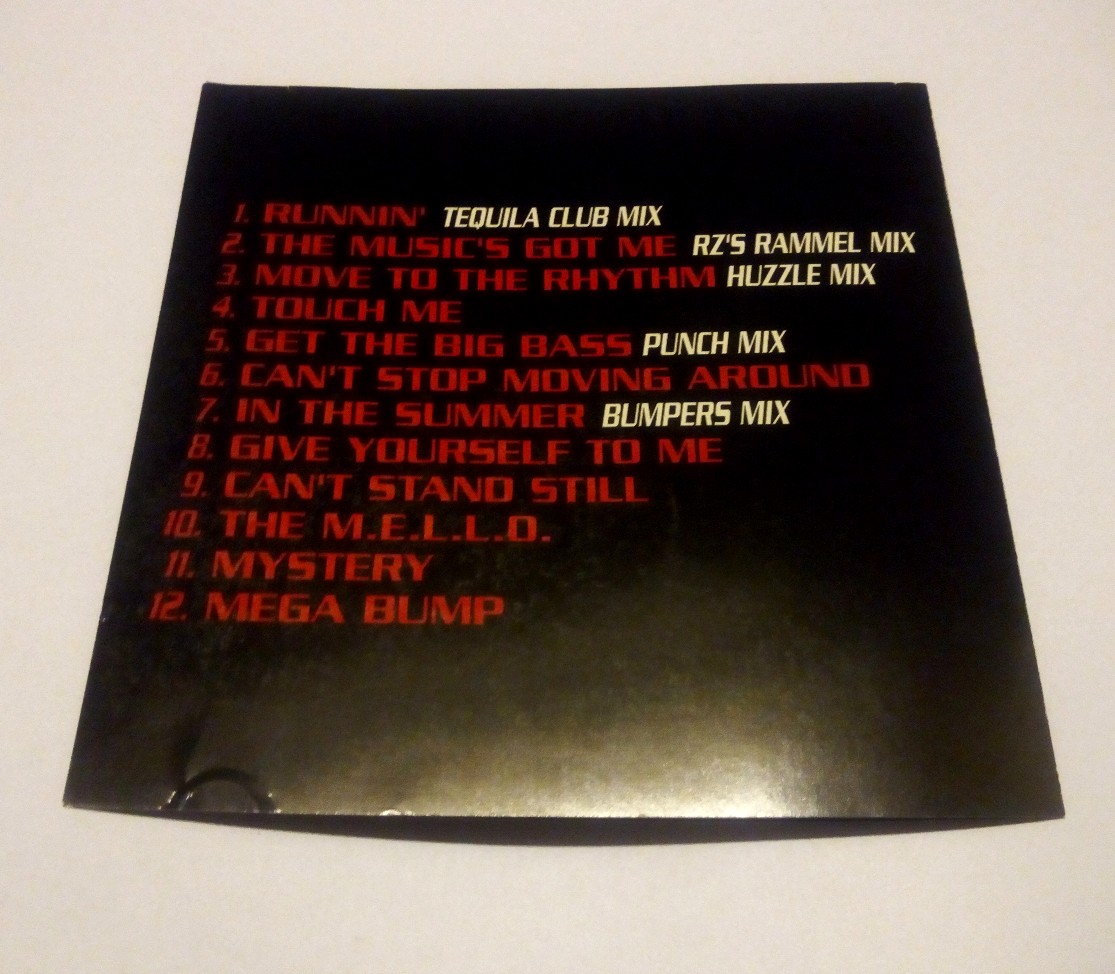 1. RUNNIN' TEQUILA CLUB MIX
2. THE MUSIC'S GOT ME RZ'S RAMMEL MIX
3. MOVE TO THE RHYTHM HUZZLE MIX
4. TOUCH ME
5. GET THE BIG BASS PUNCH MIX
6. CAN'T STOP MOVING AROUND
7. IN THE SUMMER BUMPERS MIX
8. GIVE YOURSELF TO ME
9. CAN'T STAND STILL
10. THE M.E.L.L.O.
11. MYSTERY
12. MEGA BUMP